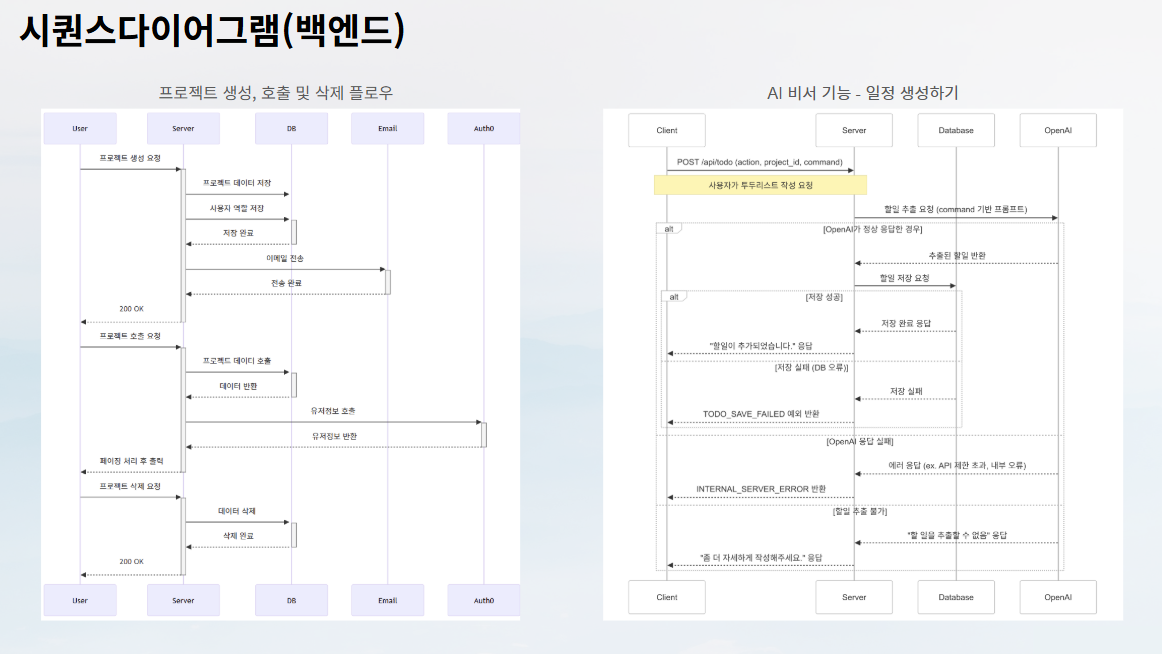 시퀀스다이어그램(백엔드)
프로젝트 생성, 호출 및 삭제 플로우
User Server DB Email Auth0
프로젝트 생성 요청
프로젝트 데이터 저장
사용자 역할 저장
저장 완료
이메일 전송
전송 완료
200 OK
프로젝트 호출 요청
프로젝트 데이터 호출
데이터 반환
유저정보 호출
유저정보 반환
페이징 처리 후 출력
프로젝트 삭제 요청
데이터 삭제
삭제 완료
200 OK
User Server DB Email Auth0
AI 비서 기능 - 일정 생성하기
Client Server Database OpenAI
POST /api/todo (action, project_id, command)
사용자가 투두리스트 작성 요청
할일 추출 요청 (command 기반 프롬프트)
alt [OpenAI가 정상 응답한 경우]
추출된 할일 반환
할일 저장 요청
alt [저장 성공]
저장 완료 응답
"할일이 추가되었습니다." 응답
[저장 실패 (DB 오류)]
저장 실패
TODO_SAVE_FAILED 예외 반환
[OpenAI 응답 실패]
에러 응답 (ex. API 제한 초과, 내부 오류)
INTERNAL_SERVER_ERROR 반환
[할일 추출 불가]
"할 일을 추출할 수 없음" 응답
"좀 더 자세하게 작성해주세요." 응답
Client Server Database OpenAI